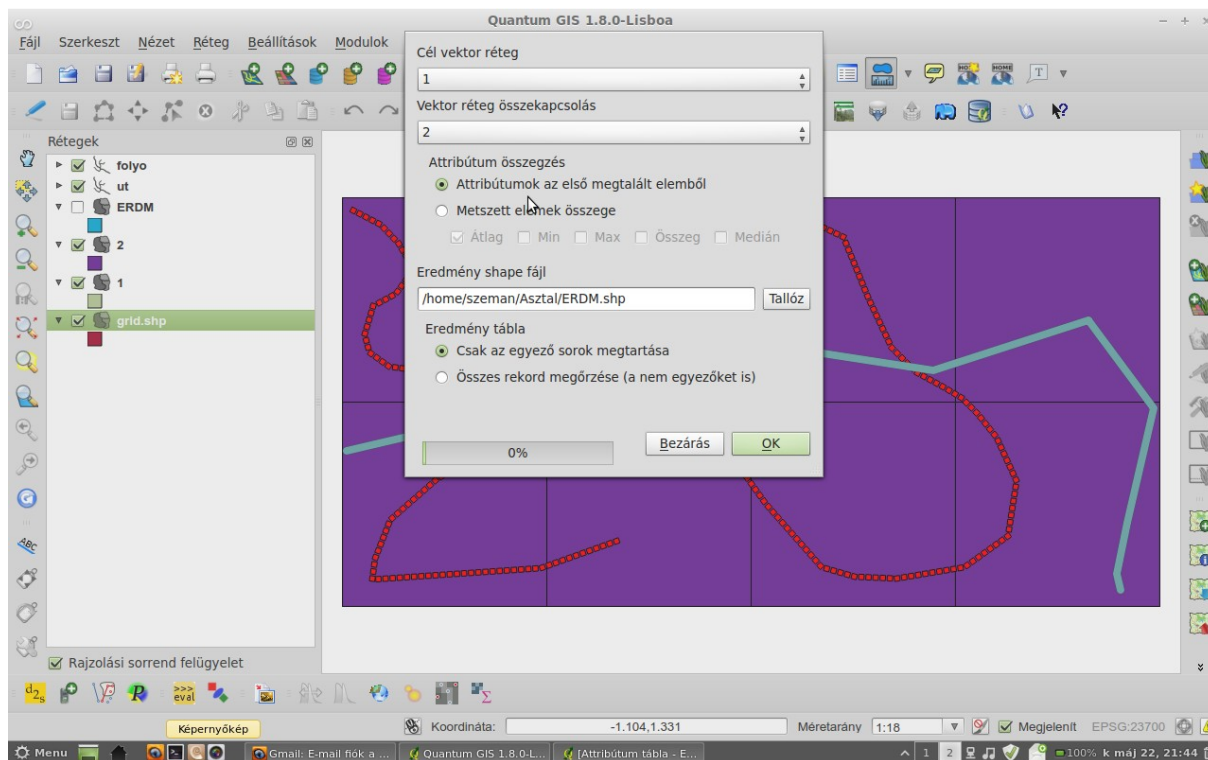 Quantum GIS 1.8.0-Lisboa
Fájl Szerkeszt Nézet Réteg Beállítások Modulok
Cél vektor réteg
1
Vektor réteg összekapcsolás
2
Attribútum összegzés
Attribútumok az első megtalált elemből
Metszett elemek összege
Átlag Min Max Összeg Medián
Eredmény shape fájl
/home/szeman/Asztal/ERDM.shp Tallóz
Eredmény tábla
Csak az egyező sorok megtartása
Összes rekord megőrzése (a nem egyezőket is)
0% Bezárás OK
Rétegek
folyo
ut
ERDM
2
1
grid.shp
ABC
Rajzolási sorrend felügyelet
>>>
eval
Képernyőkép
Koordináta: -1.104,1.331 Méretarány 1:18 Megjelenít EPSG:23700
Menu Gmail: E-mail fiók a ... Quantum GIS 1.8.0-L... [Attribútum tábla - E... 1 2 100% k máj 22, 21:44